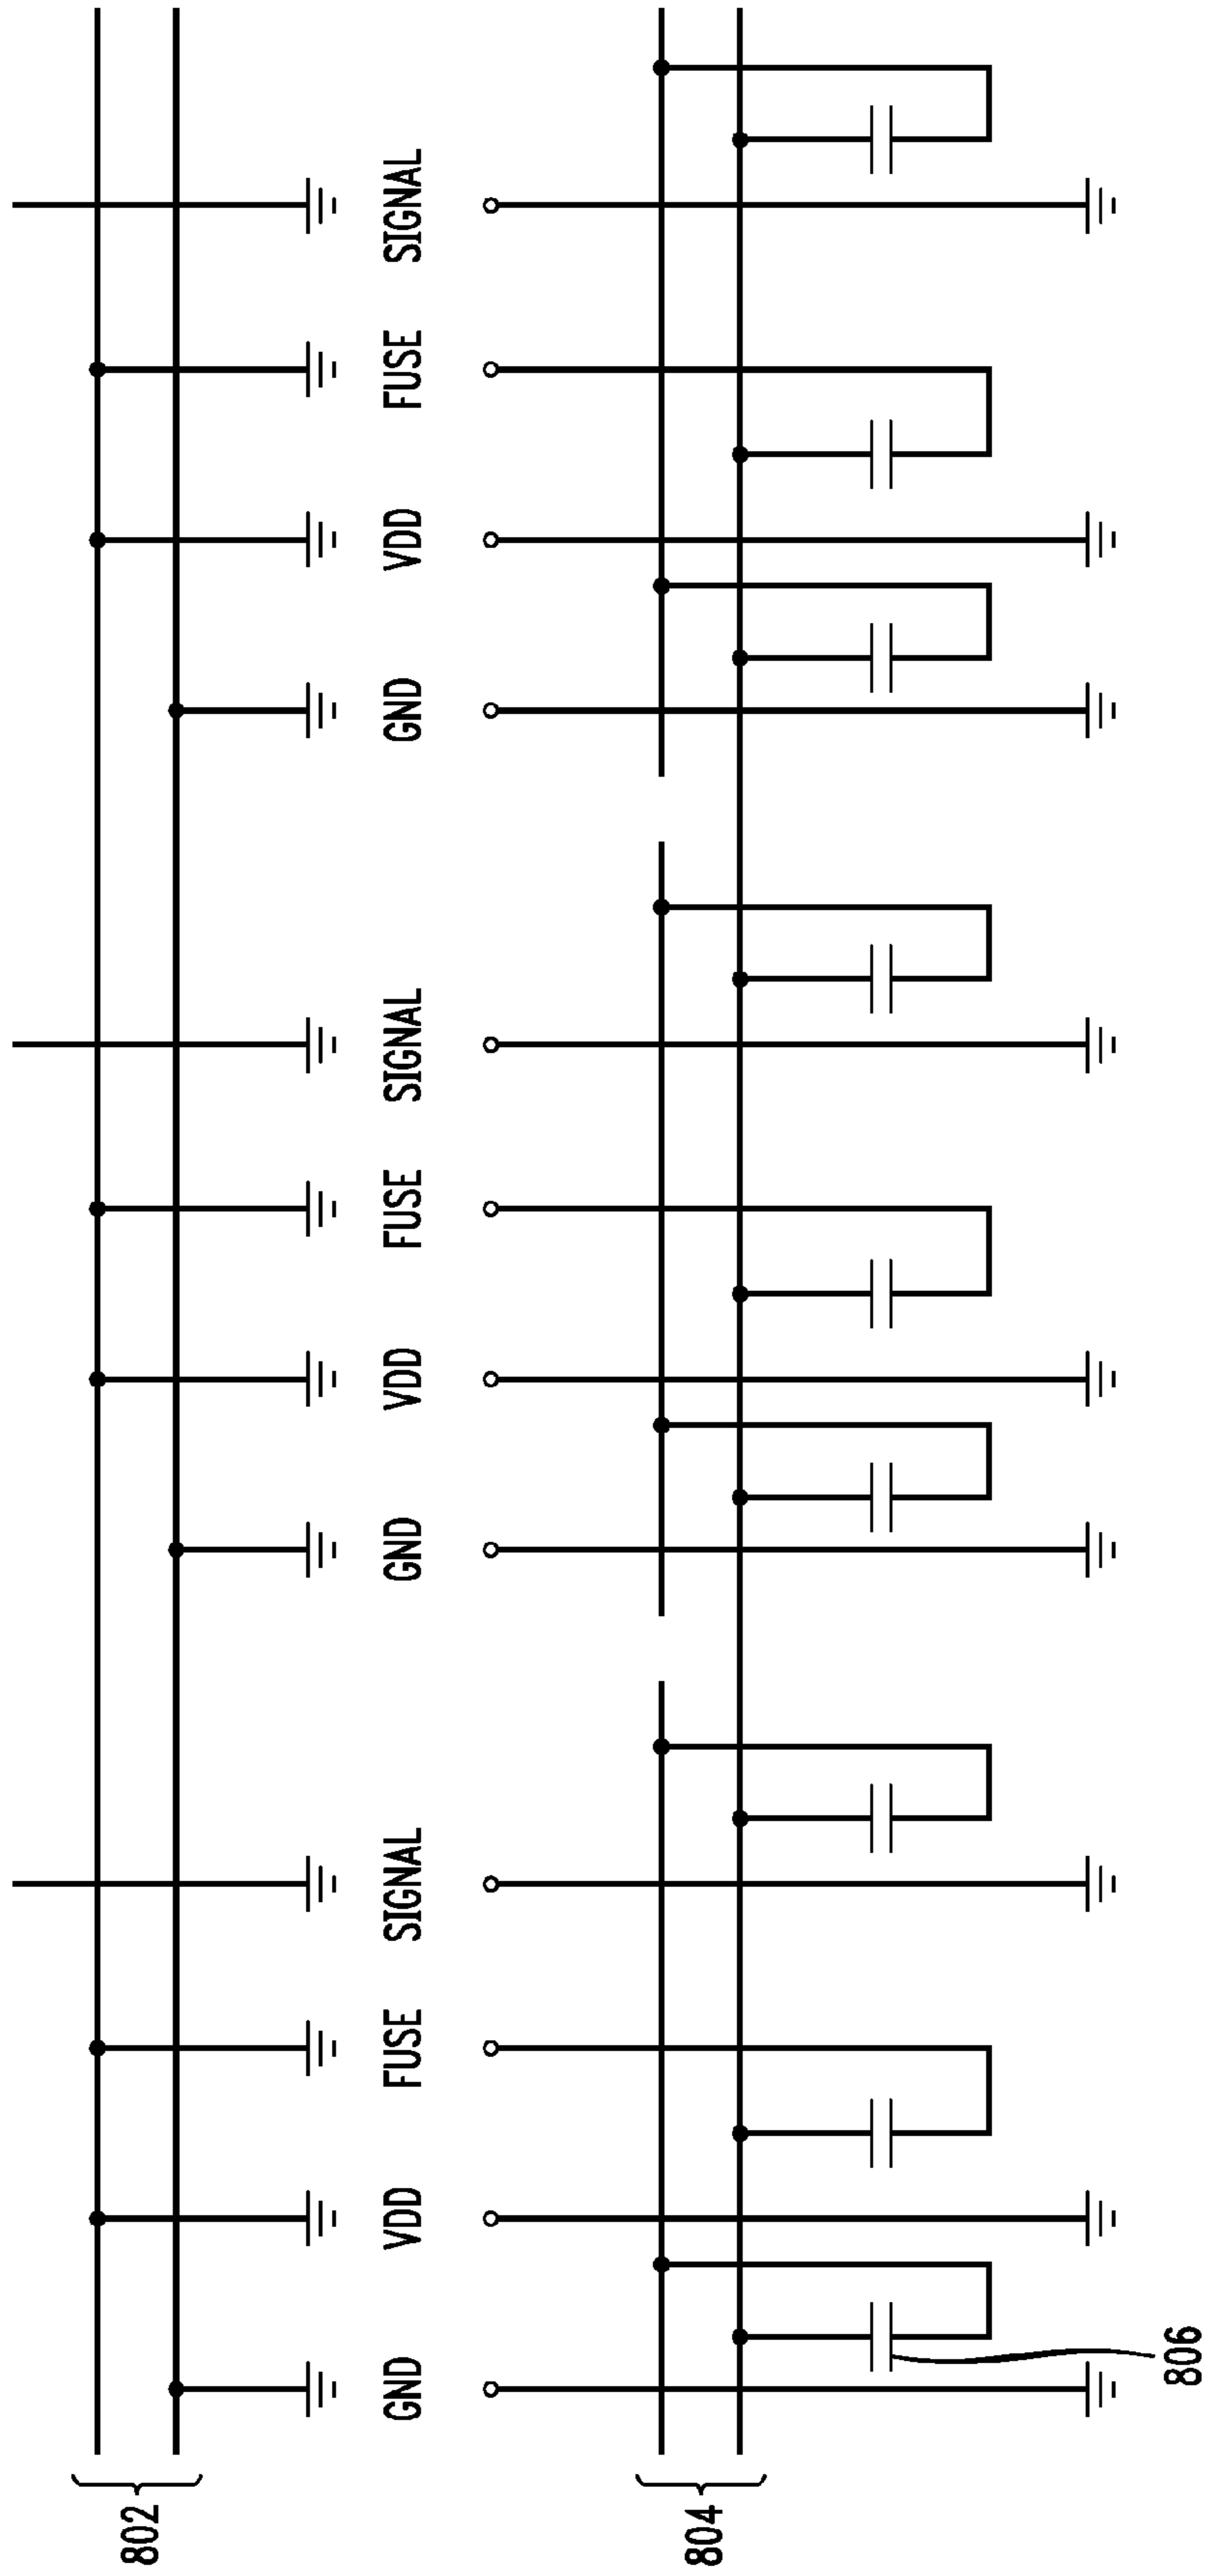 802
GND VDD FUSE SIGNAL GND VDD FUSE SIGNAL GND VDD FUSE SIGNAL
804
806